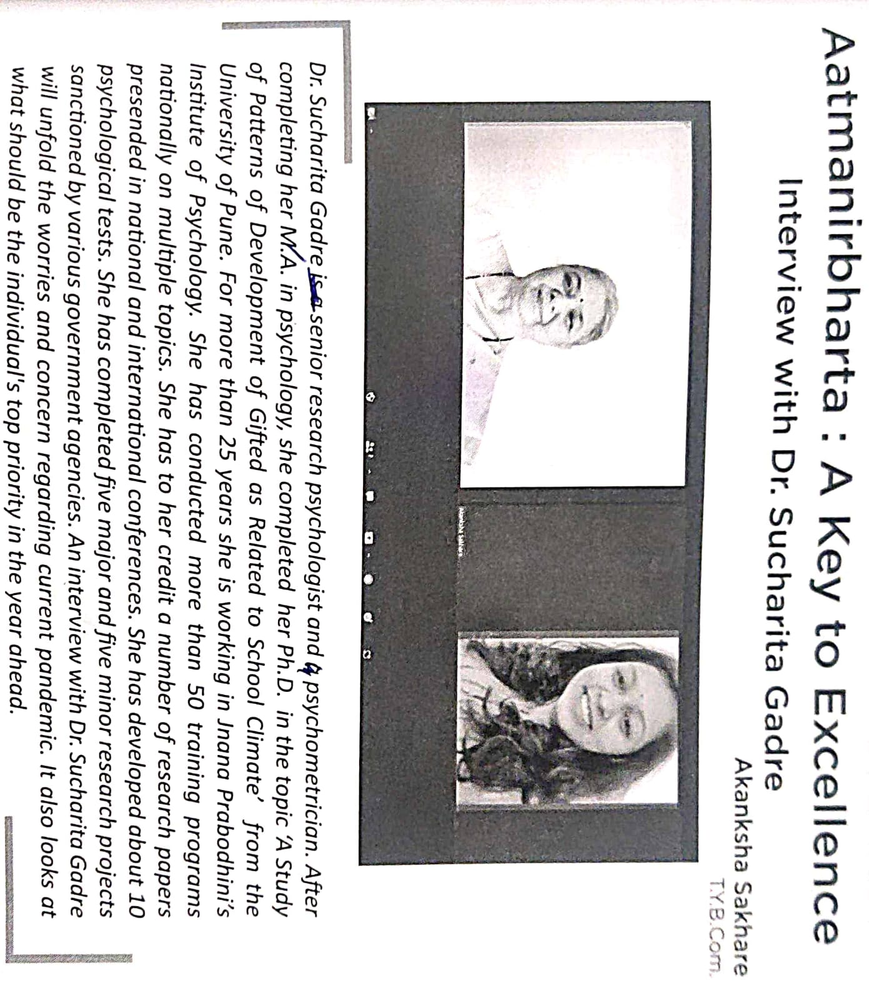 Aatmanirbharta : A Key to Excellence
Interview with Dr. Sucharita Gadre
Akanksha Sakhare
T.Y.B.Com.
Akanksha Sakhare
Dr. Sucharita Gadre is a senior research psychologist and a psychometrician. After
completing her M.A. in psychology, she completed her Ph.D. in the topic ‘A Study
of Patterns of Development of Gifted as Related to School Climate’ from the
University of Pune. For more than 25 years she is working in Jnana Prabodhini’s
Institute of Psychology. She has conducted more than 50 training programs
nationally on multiple topics. She has to her credit a number of research papers
presended in national and international conferences. She has developed about 10
psychological tests. She has completed five major and five minor research projects
sanctioned by various government agencies. An interview with Dr. Sucharita Gadre
will unfold the worries and concern regarding current pandemic. It also looks at
what should be the individual's top priority in the year ahead.